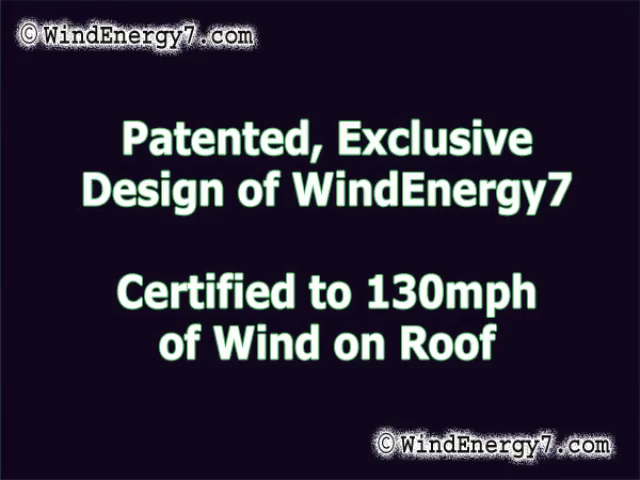 © WindEnergy7.com
Patented, Exclusive
Design of WindEnergy7
Certified to 130mph
of Wind on Roof
© WindEnergy7.com